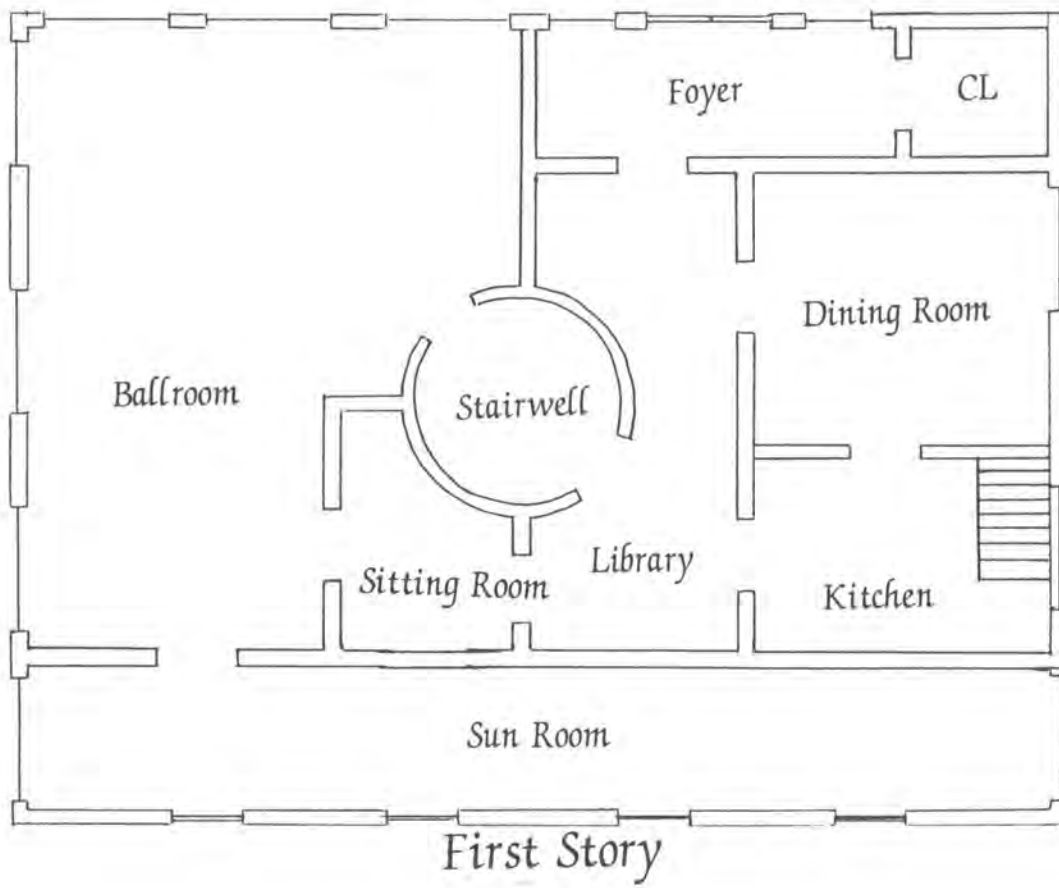 Foyer
CL
Dining Room
Ballroom
Stairwell
Library
Sitting Room
Kitchen
Sun Room
First Story